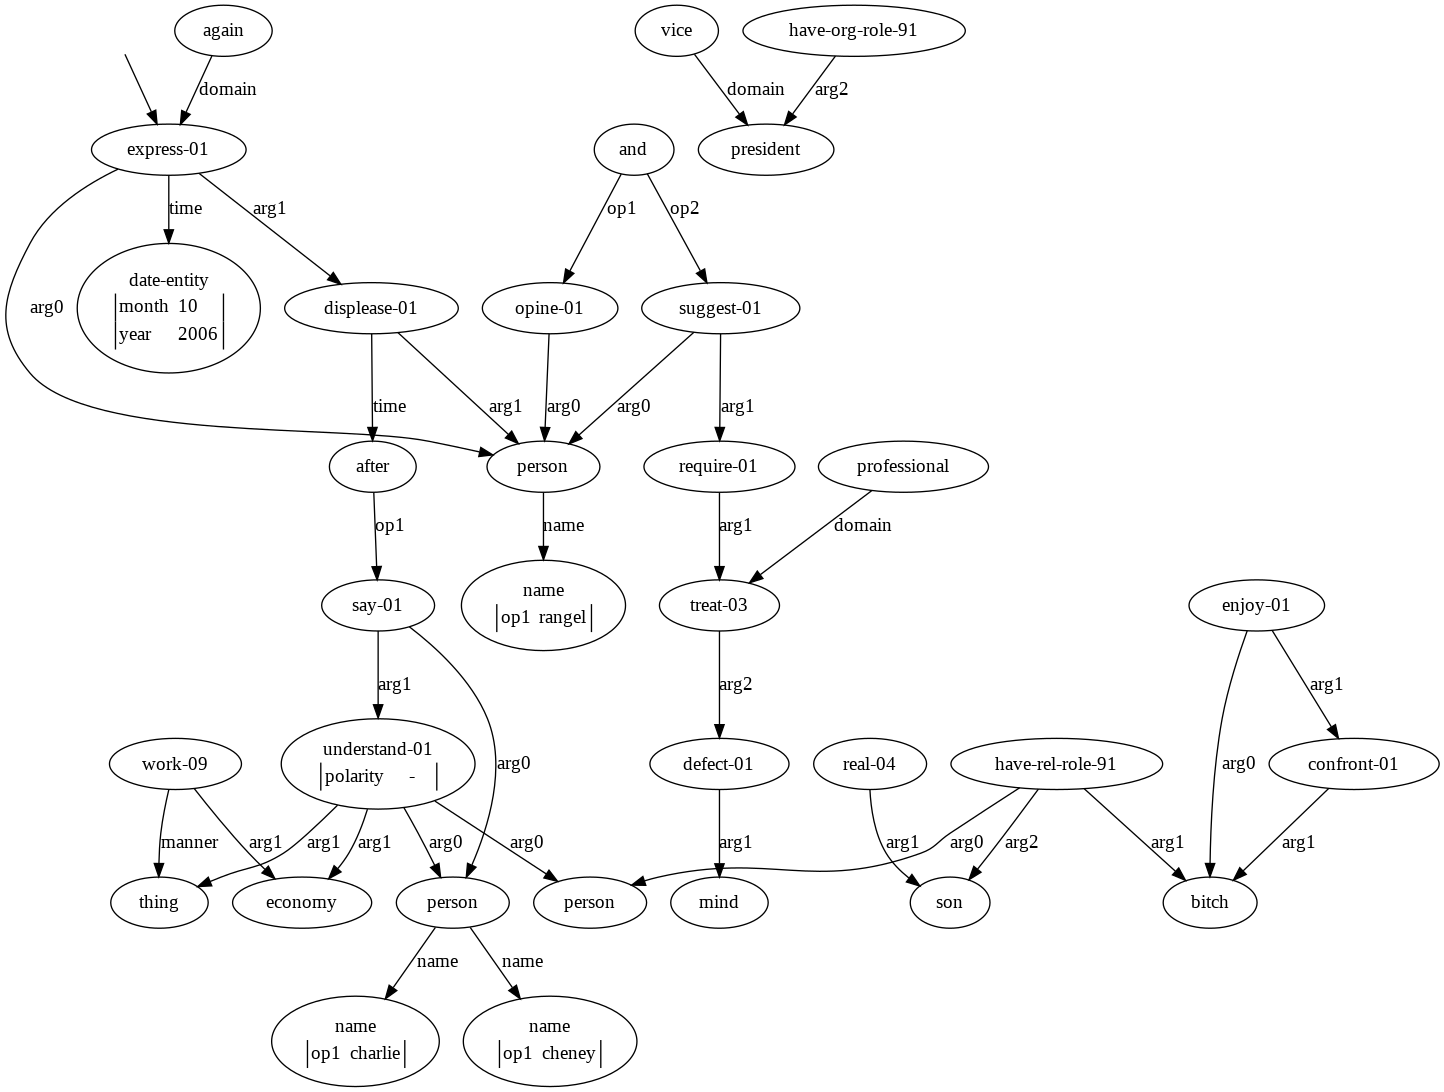 again
vice
have-org-role-91
domain
domain
arg2
express-01
and
president
time
arg1
op1
op2
arg0
date-entity
month 10
year 2006
displease-01
opine-01
suggest-01
time
arg1
arg0
arg0
arg1
after
person
require-01
professional
op1
name
arg1
domain
say-01
name
op1 rangel
treat-03
enjoy-01
arg1
arg2
arg1
work-09
understand-01
polarity -
arg0
defect-01
real-04
have-rel-role-91
arg0
confront-01
manner
arg1
arg1
arg1
arg0
arg0
arg1
arg1
arg0
arg2
arg1
arg1
thing
economy
person
person
mind
son
bitch
name
name
name
op1 charlie
name
op1 cheney